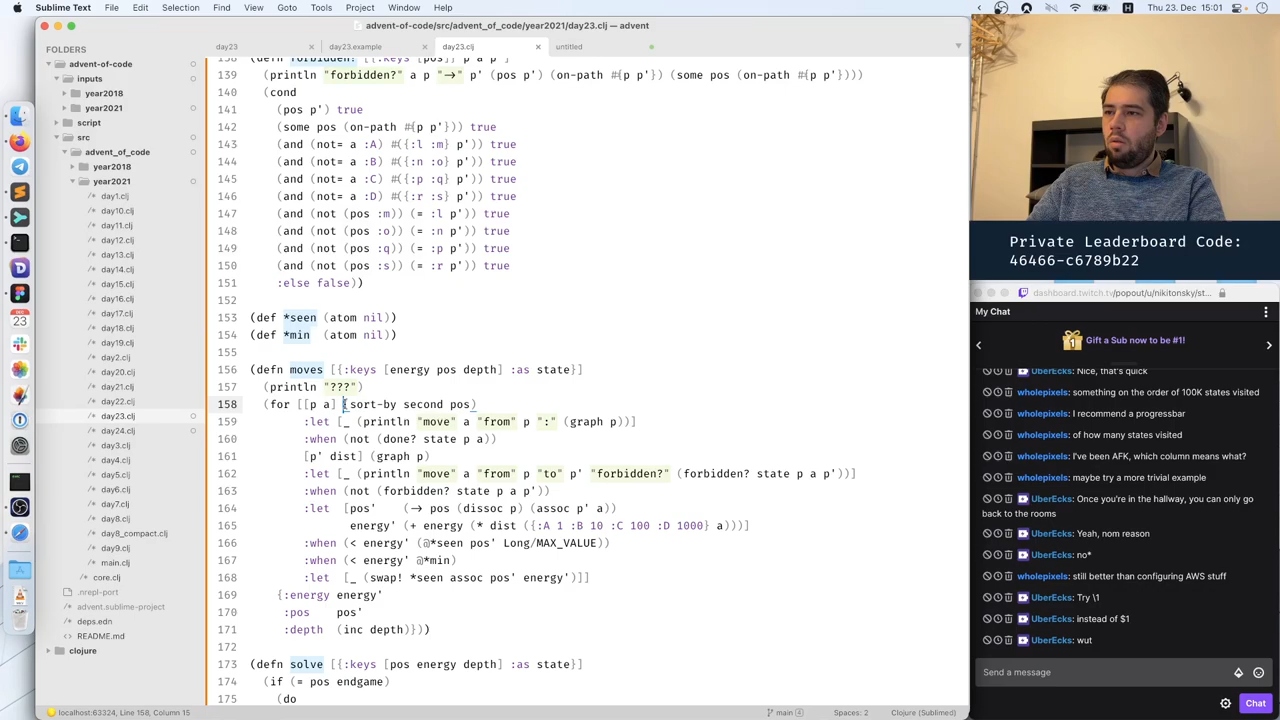 Sublime Text File Edit Selection Find View Goto Tools Project Window Help
Thu 23. Dec 15:01
advent-of-code/src/advent_of_code/year2021/day23.clj — advent
FOLDERS
advent-of-code
inputs
year2018
year2021
script
src
advent_of_code
year2018
year2021
day1.clj
day10.clj
day11.clj
day12.clj
day13.clj
day14.clj
day15.clj
day16.clj
day17.clj
day18.clj
day19.clj
day2.clj
day20.clj
day21.clj
day22.clj
day23.clj
day24.clj
day3.clj
day4.clj
day5.clj
day6.clj
day7.clj
day8.clj
day8_compact.clj
day9.clj
main.clj
core.clj
.nrepl-port
advent.sublime-project
deps.edn
README.md
clojure
day23 day23.example day23.clj untitled
138 (defn forbidden? [{:keys [pos]} p a p']
139 (println "forbidden?" a p "→" p' (pos p') (on-path #{p p'}) (some pos (on-path #{p p'})))
140 (cond
141 (pos p') true
142 (some pos (on-path #{p p'})) true
143 (and (not= a :A) #({:m} p')) true
144 (and (not= a :B) #({:n :o} p')) true
145 (and (not= a :C) #({:p :q} p')) true
146 (and (not= a :D) #({:r :s} p')) true
147 (and (not (pos :m)) (= :l p')) true
148 (and (not (pos :o)) (= :n p')) true
149 (and (not (pos :q)) (= :p p')) true
150 (and (not (pos :s)) (= :r p')) true
151 :else false))
152
153 (def *seen (atom nil))
154 (def *min (atom nil))
155
156 (defn moves [{:keys [energy pos depth] :as state}]
157 (println "???")
158 (for [[p a] (sort-by second pos)
159 :let [_ (println "move" a "from" p ":" (graph p))]
160 :when (not (done? state p a))
161 [p' dist] (graph p)
162 :let [_ (println "move" a "from" p "to" p' "forbidden?" (forbidden? state p a p'))]
163 :when (not (forbidden? state p a p'))
164 :let [pos' (→ pos (dissoc p) (assoc p' a))
165 energy' (+ energy (* dist ({:A 1 :B 10 :C 100 :D 1000} a)))]
166 :when (< energy' (@*seen pos' Long/MAX_VALUE))
167 :when (< energy' @*min)
168 :let [_ (swap! *seen assoc pos' energy')]]
169 {:energy energy'
170 :pos pos'
171 :depth (inc depth)}))
172
173 (defn solve [{:keys [pos energy depth] :as state}]
174 (if (= pos endgame)
175 (do
localhost:63324, Line 158, Column 15
main 4 Spaces: 2 Clojure (Sublimed)
Private Leaderboard Code:
46466-c6789b22
dashboard.twitch.tv/popout/u/nikitonsky/st...
My Chat
1 Gift a Sub now to be #1!
UberEcks: Nice, that's quick
wholepixels: something on the order of 100K states visited
wholepixels: I recommend a progressbar
wholepixels: of how many states visited
wholepixels: I've been AFK, which column means what?
wholepixels: maybe try a more trivial example
UberEcks: Once you're in the hallway, you can only go
back to the rooms
UberEcks: Yeah, nom reason
UberEcks: no*
wholepixels: still better than configuring AWS stuff
UberEcks: Try \1
UberEcks: instead of $1
UberEcks: wut
Send a message
Chat